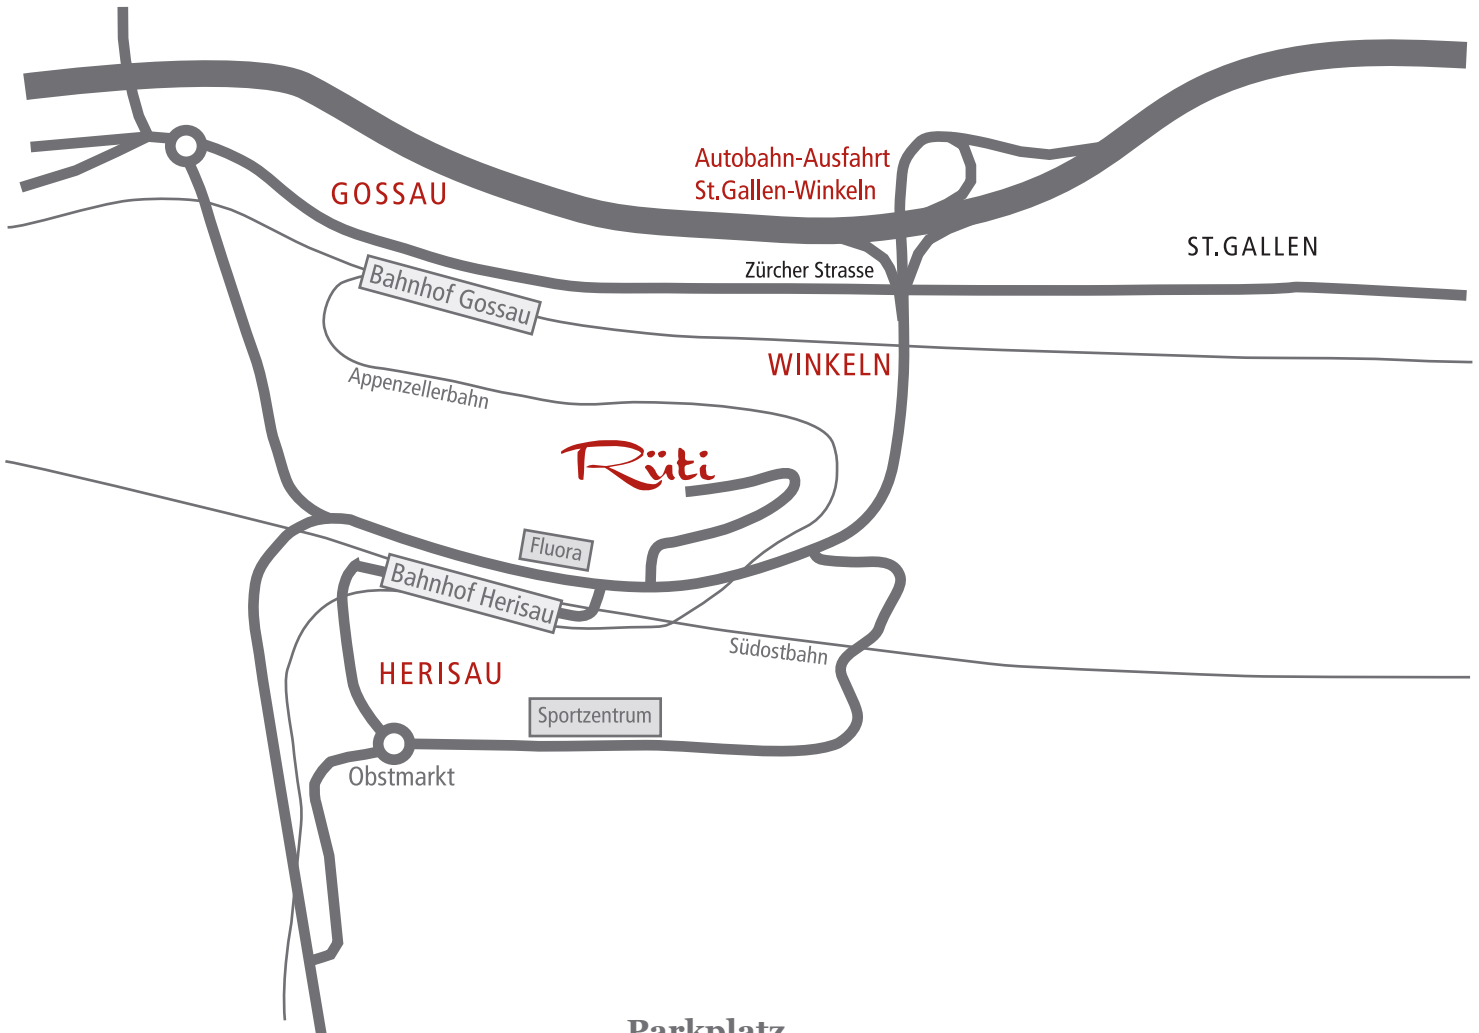 Autobahn-Ausfahrt
St.Gallen-Winkeln
GOSSAU
ST.GALLEN
Zürcher Strasse
Bahnhof Gossau
WINKELN
Appenzellerbahn
Rüti
Fluora
Bahnhof Herisau
Südostbahn
HERISAU
Sportzentrum
Obstmarkt
Parkplatz